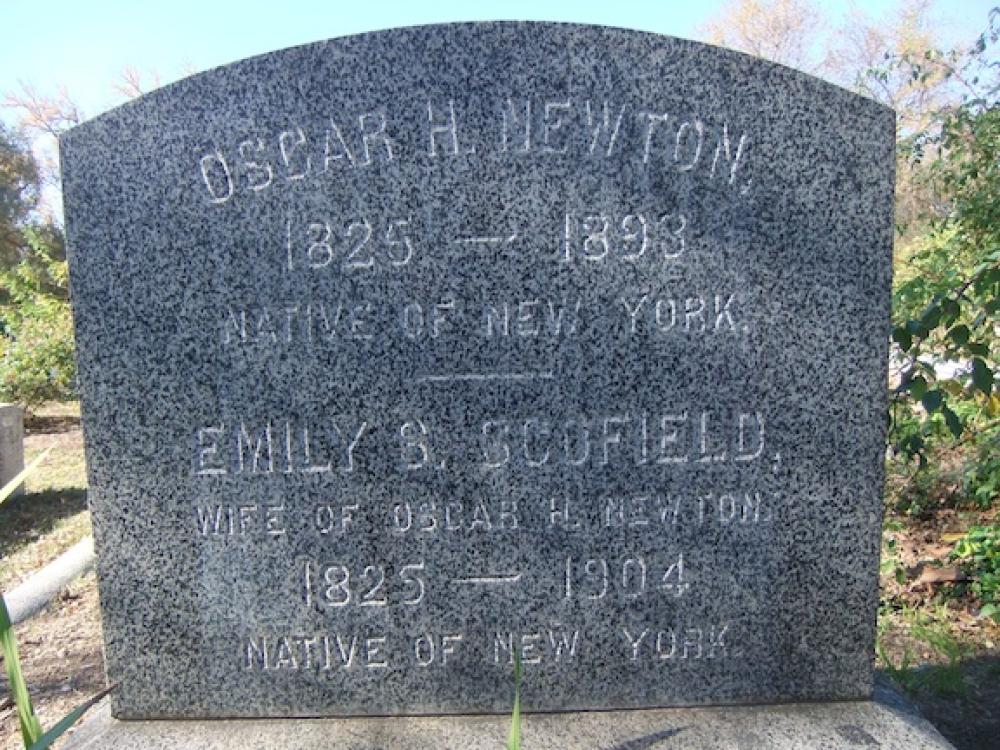 OSCAR H. NEWTON,
1825 — 1893
NATIVE OF NEW YORK.
EMILY B. SCOFIELD,
WIFE OF OSCAR H. NEWTON.
1825 — 1904
NATIVE OF NEW YORK.